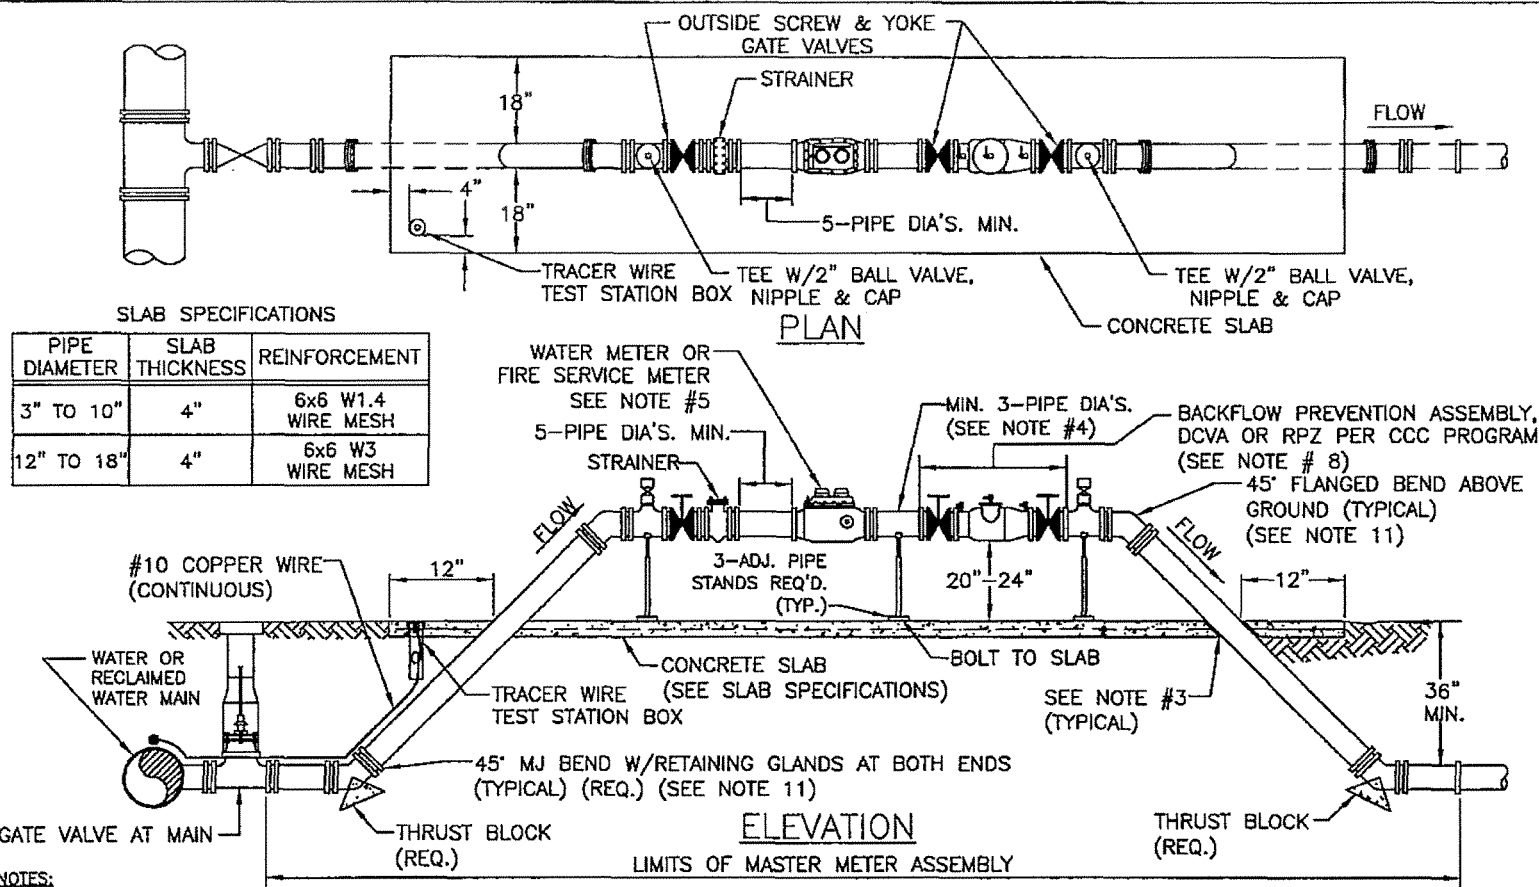 OUTSIDE SCREW & YOKE
GATE VALVES
STRAINER
18"
FLOW
4"
18"
5-PIPE DIA'S. MIN.
TRACER WIRE
TEST STATION BOX
TEE W/2" BALL VALVE,
NIPPLE & CAP
TEE W/2" BALL VALVE,
NIPPLE & CAP
CONCRETE SLAB
PLAN
SLAB SPECIFICATIONS
PIPE DIAMETER SLAB THICKNESS REINFORCEMENT
3" TO 10" 4" 6x6 W1.4 WIRE MESH
12" TO 18" 4" 6x6 W3 WIRE MESH
WATER METER OR
FIRE SERVICE METER
SEE NOTE #5
5-PIPE DIA'S. MIN.
STRAINER
MIN. 3-PIPE DIA'S.
(SEE NOTE #4)
BACKFLOW PREVENTION ASSEMBLY,
DCVA OR RPZ PER CCC PROGRAM
(SEE NOTE # 8)
45° FLANGED BEND ABOVE
GROUND (TYPICAL)
(SEE NOTE 11)
FLOW
FLOW
#10 COPPER WIRE
(CONTINUOUS)
12"
3-ADJ. PIPE
STANDS REQ'D.
(TYP.)
20"-24"
12"
WATER OR
RECLAIMED
WATER MAIN
TRACER WIRE
TEST STATION BOX
CONCRETE SLAB
(SEE SLAB SPECIFICATIONS)
BOLT TO SLAB
SEE NOTE #3
(TYPICAL)
36"
MIN.
45° MJ BEND W/RETAINING GLANDS AT BOTH ENDS
(TYPICAL) (REQ.) (SEE NOTE 11)
GATE VALVE AT MAIN
THRUST BLOCK
(REQ.)
ELEVATION
THRUST BLOCK
(REQ.)
LIMITS OF MASTER METER ASSEMBLY
NOTES: